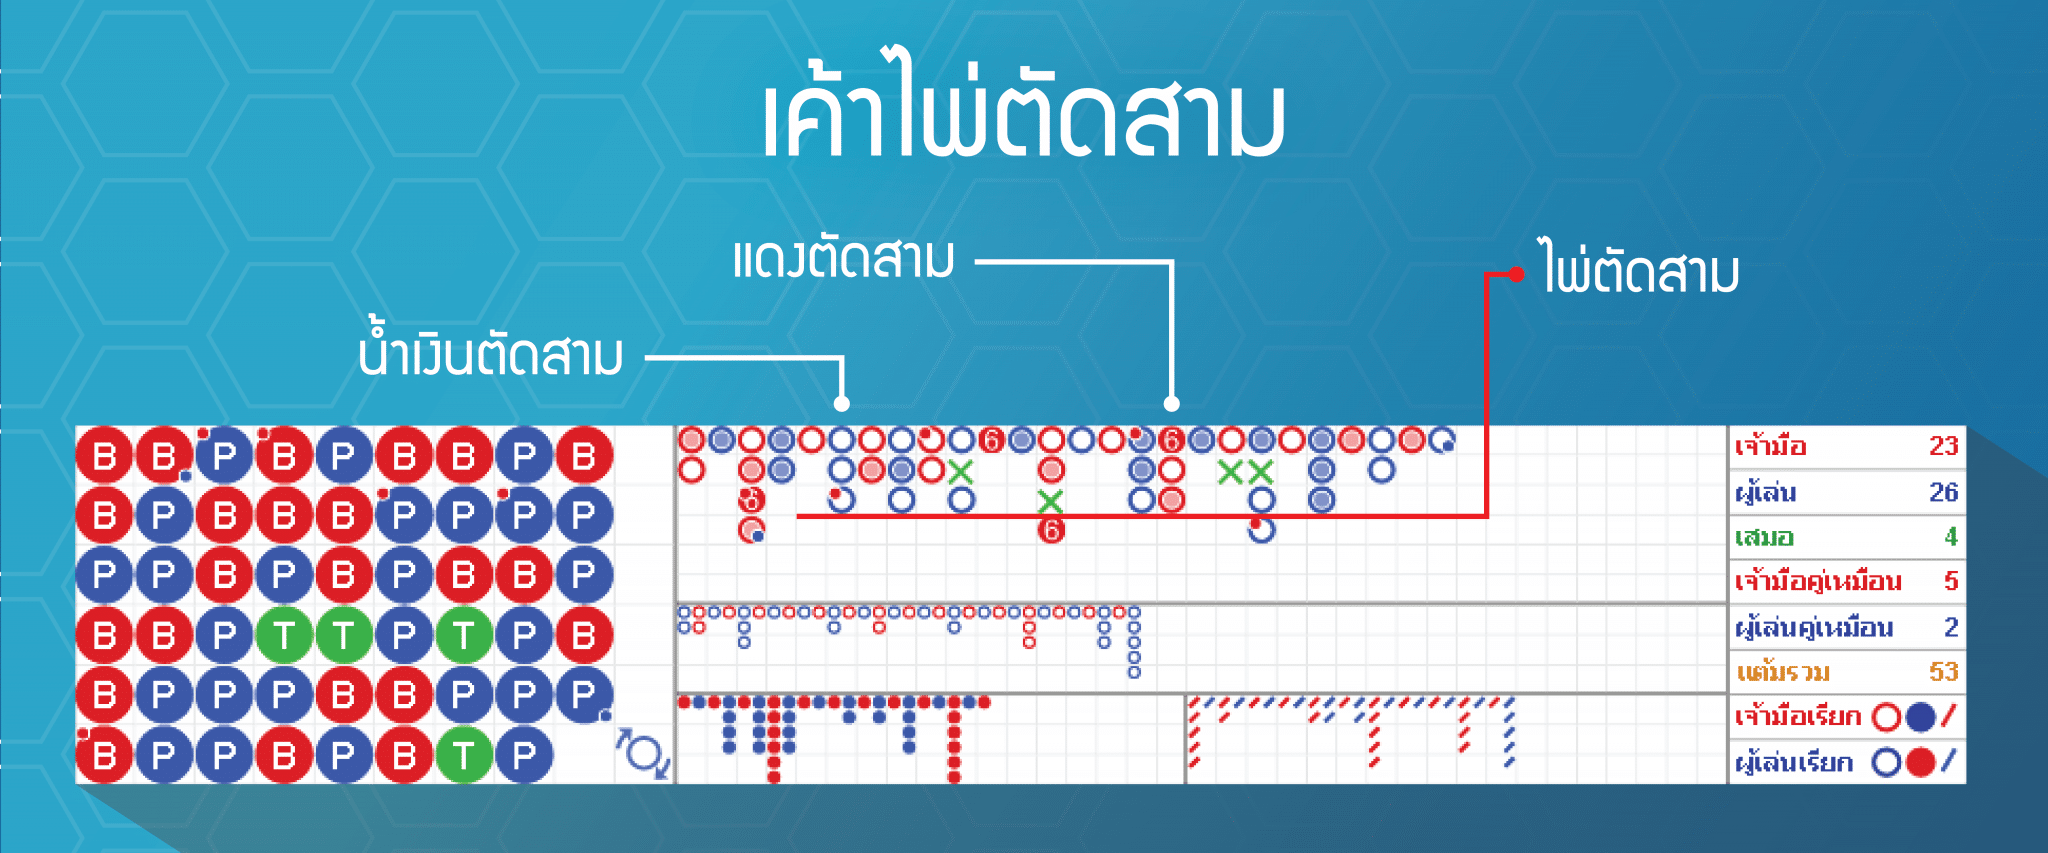 เค้าไพ่ตัดสาม
แดงตัดสาม
ไพ่ตัดสาม
น้ำเงินตัดสาม
B B P B P B B P B
B P B B B P P P P
P P B P B P B B P
B B P T T P T P B
B P P P B B P P P
B P P B P B T P
6 6
6
6
เจ้ามือ 23
ผู้เล่น 26
เสมอ 4
เจ้ามือคู่เหมือน 5
ผู้เล่นคู่เหมือน 2
แต้มรวม 53
เจ้ามือเรียก
ผู้เล่นเรียก